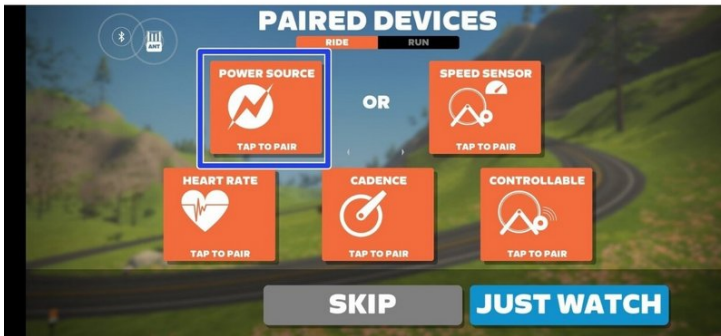 PAIRED DEVICES
RIDE RUN
ANT
POWER SOURCE
TAP TO PAIR
OR
SPEED SENSOR
TAP TO PAIR
HEART RATE
TAP TO PAIR
CADENCE
TAP TO PAIR
CONTROLLABLE
TAP TO PAIR
SKIP
JUST WATCH